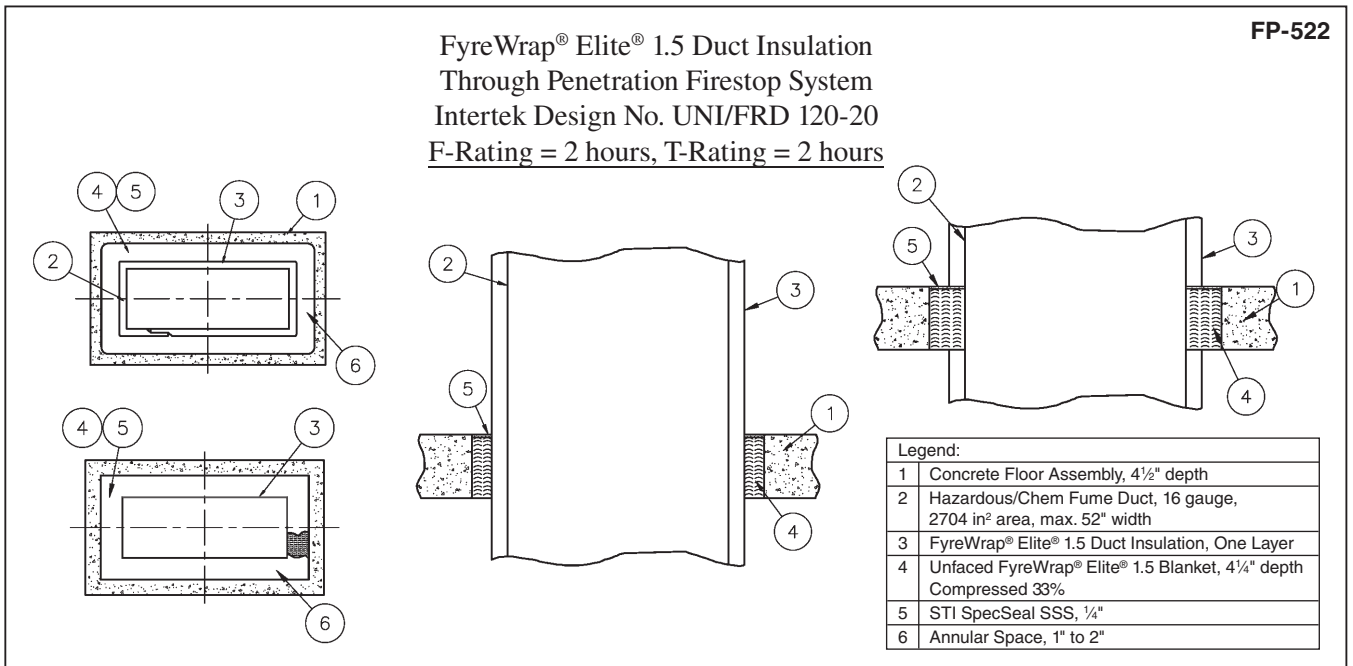 FP-522
FyreWrap® Elite® 1.5 Duct Insulation
Through Penetration Firestop System
Intertek Design No. UNI/FRD 120-20
F-Rating = 2 hours, T-Rating = 2 hours
4
5
3
1
2
6
4
5
3
6
2
3
5
1
4
2
5
3
1
4
Legend:
1 Concrete Floor Assembly, 4½" depth
2 Hazardous/Chem Fume Duct, 16 gauge,
2704 in² area, max. 52" width
3 FyreWrap® Elite® 1.5 Duct Insulation, One Layer
4 Unfaced FyreWrap® Elite® 1.5 Blanket, 4¼" depth
Compressed 33%
5 STI SpecSeal SSS, ¼"
6 Annular Space, 1" to 2"